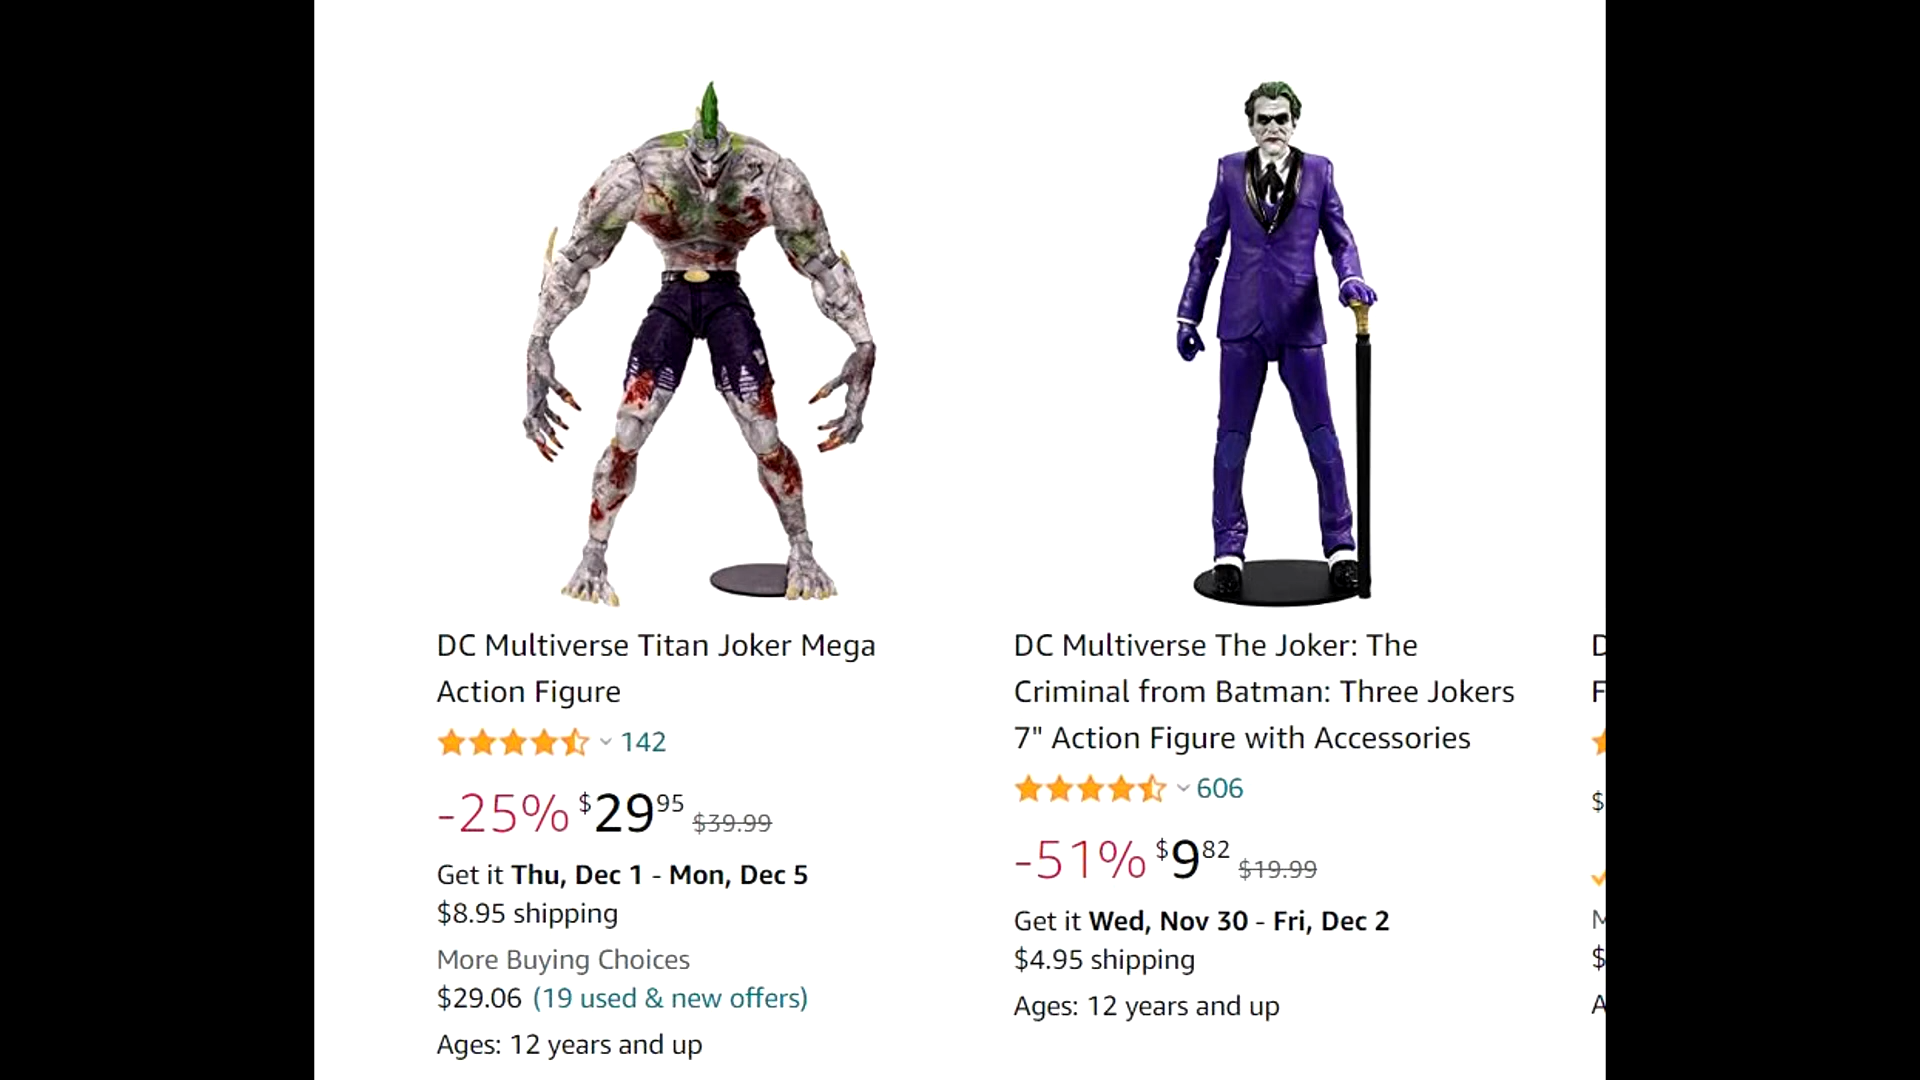 DC Multiverse Titan Joker Mega
Action Figure
142
-25% $29.95 $39.99
Get it Thu, Dec 1 - Mon, Dec 5
$8.95 shipping
More Buying Choices
$29.06 (19 used & new offers)
Ages: 12 years and up
DC Multiverse The Joker: The
Criminal from Batman: Three Jokers
7" Action Figure with Accessories
606
-51% $9.82 $19.99
Get it Wed, Nov 30 - Fri, Dec 2
$4.95 shipping
Ages: 12 years and up